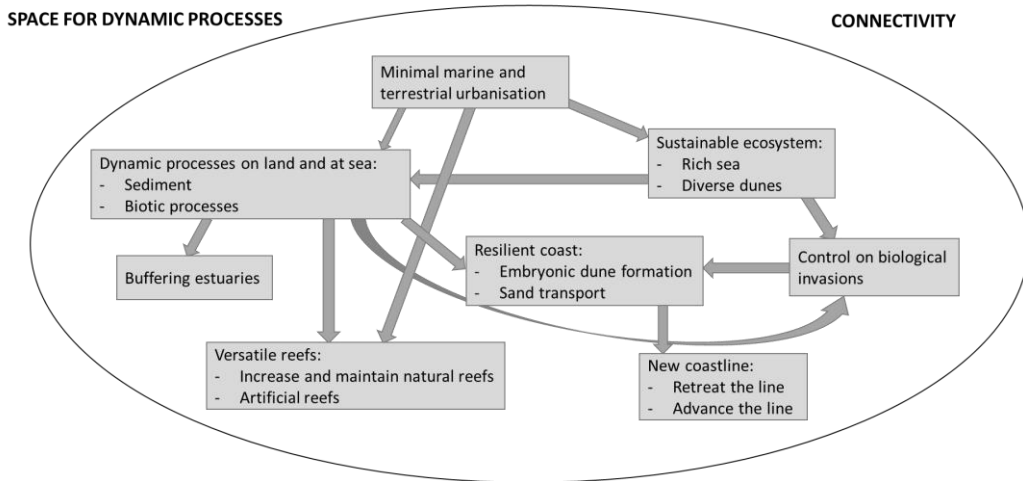 SPACE FOR DYNAMIC PROCESSES
CONNECTIVITY
Minimal marine and
terrestrial urbanisation
Sustainable ecosystem:
- Rich sea
- Diverse dunes
Dynamic processes on land and at sea:
- Sediment
- Biotic processes
Resilient coast:
- Embryonic dune formation
- Sand transport
Control on biological
invasions
Buffering estuaries
Versatile reefs:
- Increase and maintain natural reefs
- Artificial reefs
New coastline:
- Retreat the line
- Advance the line